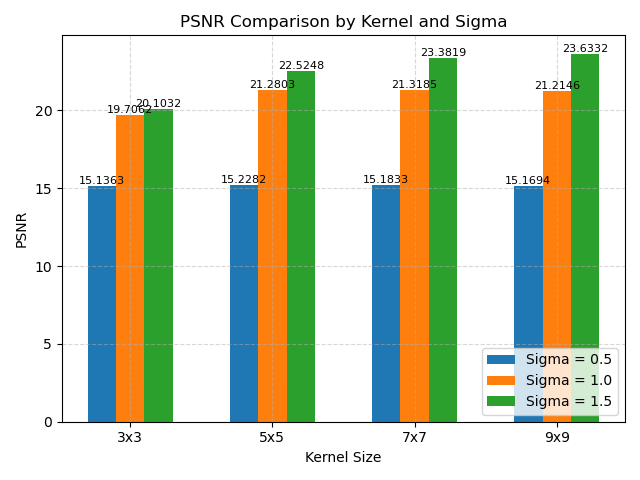 PSNR Comparison by Kernel and Sigma
PSNR
20
15
10
5
0
15.1363
19.7062
20.1032
15.2282
21.2803
22.5248
15.1833
21.3185
23.3819
15.1694
21.2146
23.6332
Sigma = 0.5
Sigma = 1.0
Sigma = 1.5
3x3
5x5
7x7
9x9
Kernel Size